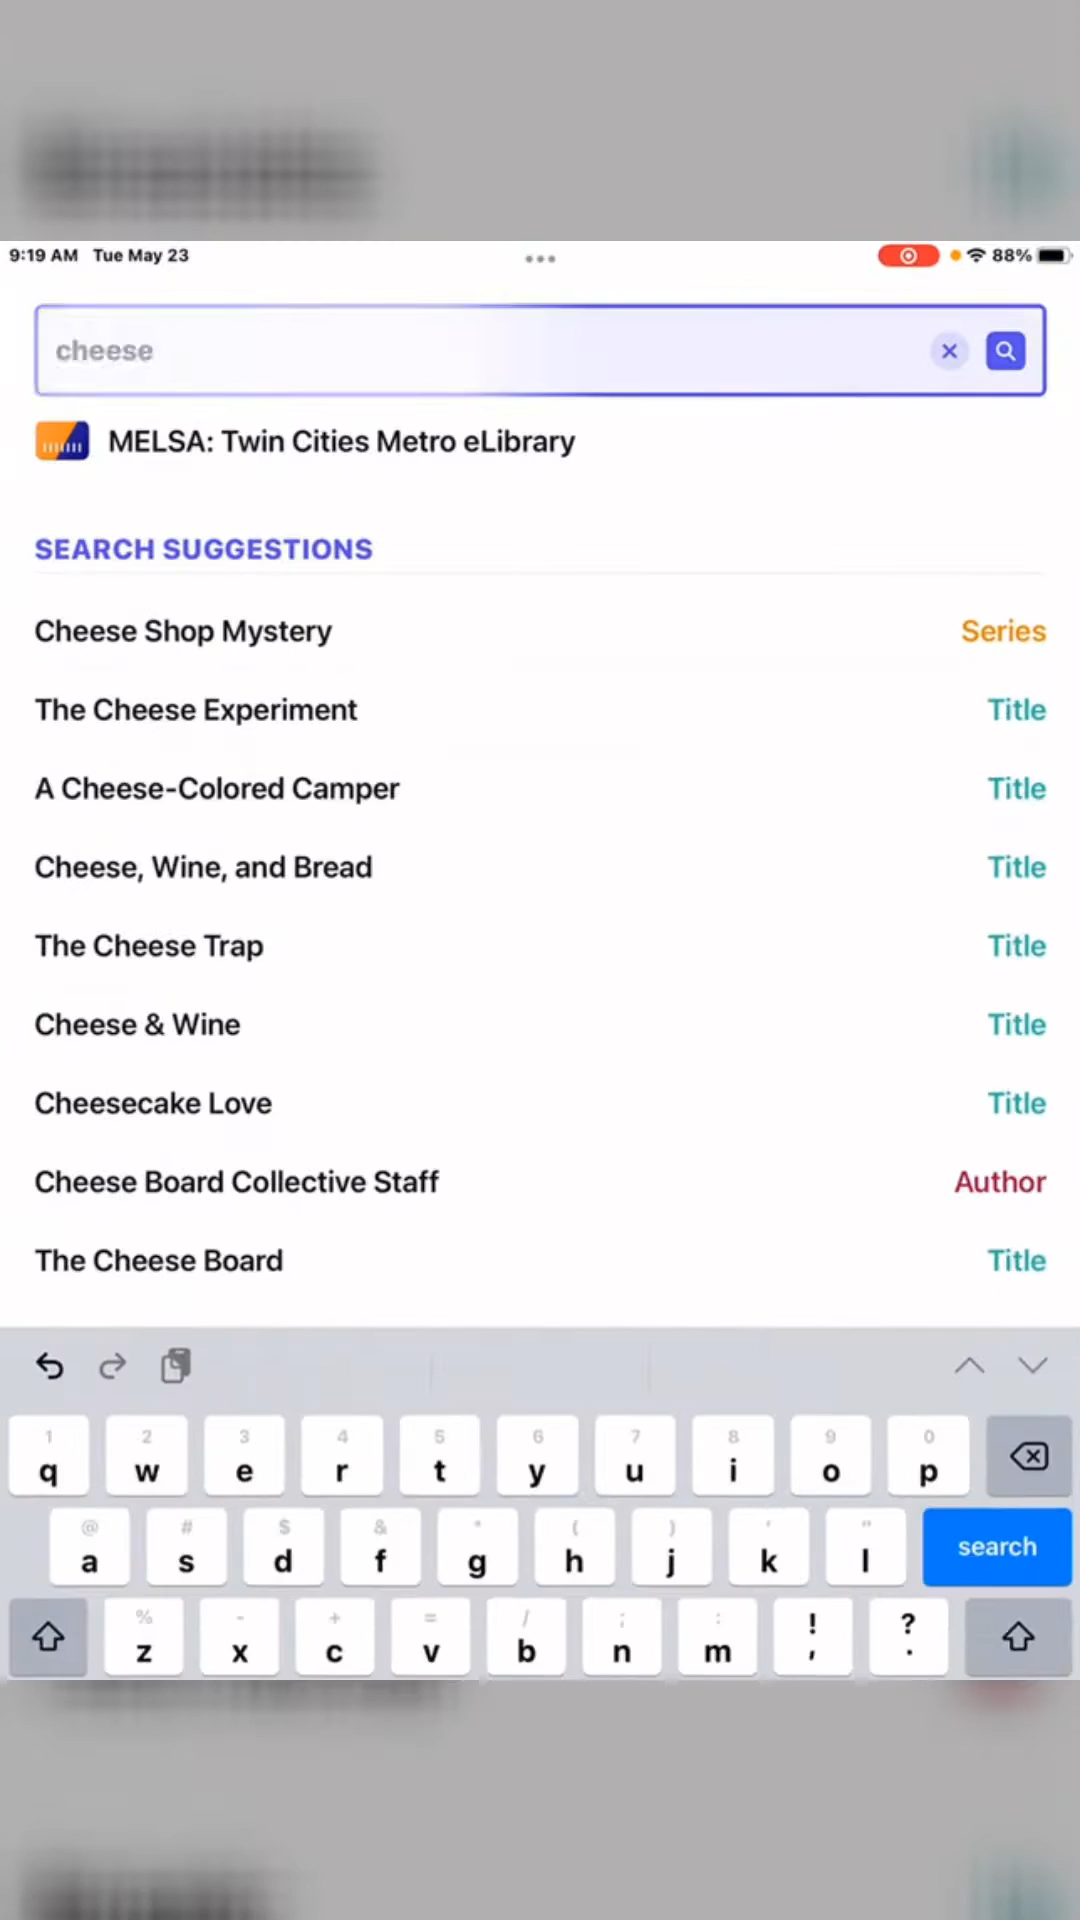 9:19 AM Tue May 23
88%
cheese
MELSA: Twin Cities Metro eLibrary
SEARCH SUGGESTIONS
Cheese Shop Mystery Series
The Cheese Experiment Title
A Cheese-Colored Camper Title
Cheese, Wine, and Bread Title
The Cheese Trap Title
Cheese & Wine Title
Cheesecake Love Title
Cheese Board Collective Staff Author
The Cheese Board Title
1 2 3 4 5 6 7 8 9 0
q w e r t y u i o p
@ # $ & * ( ) ' "
a s d f g h j k l search
% - + = / ; : ! ?
z x c v b n m , .